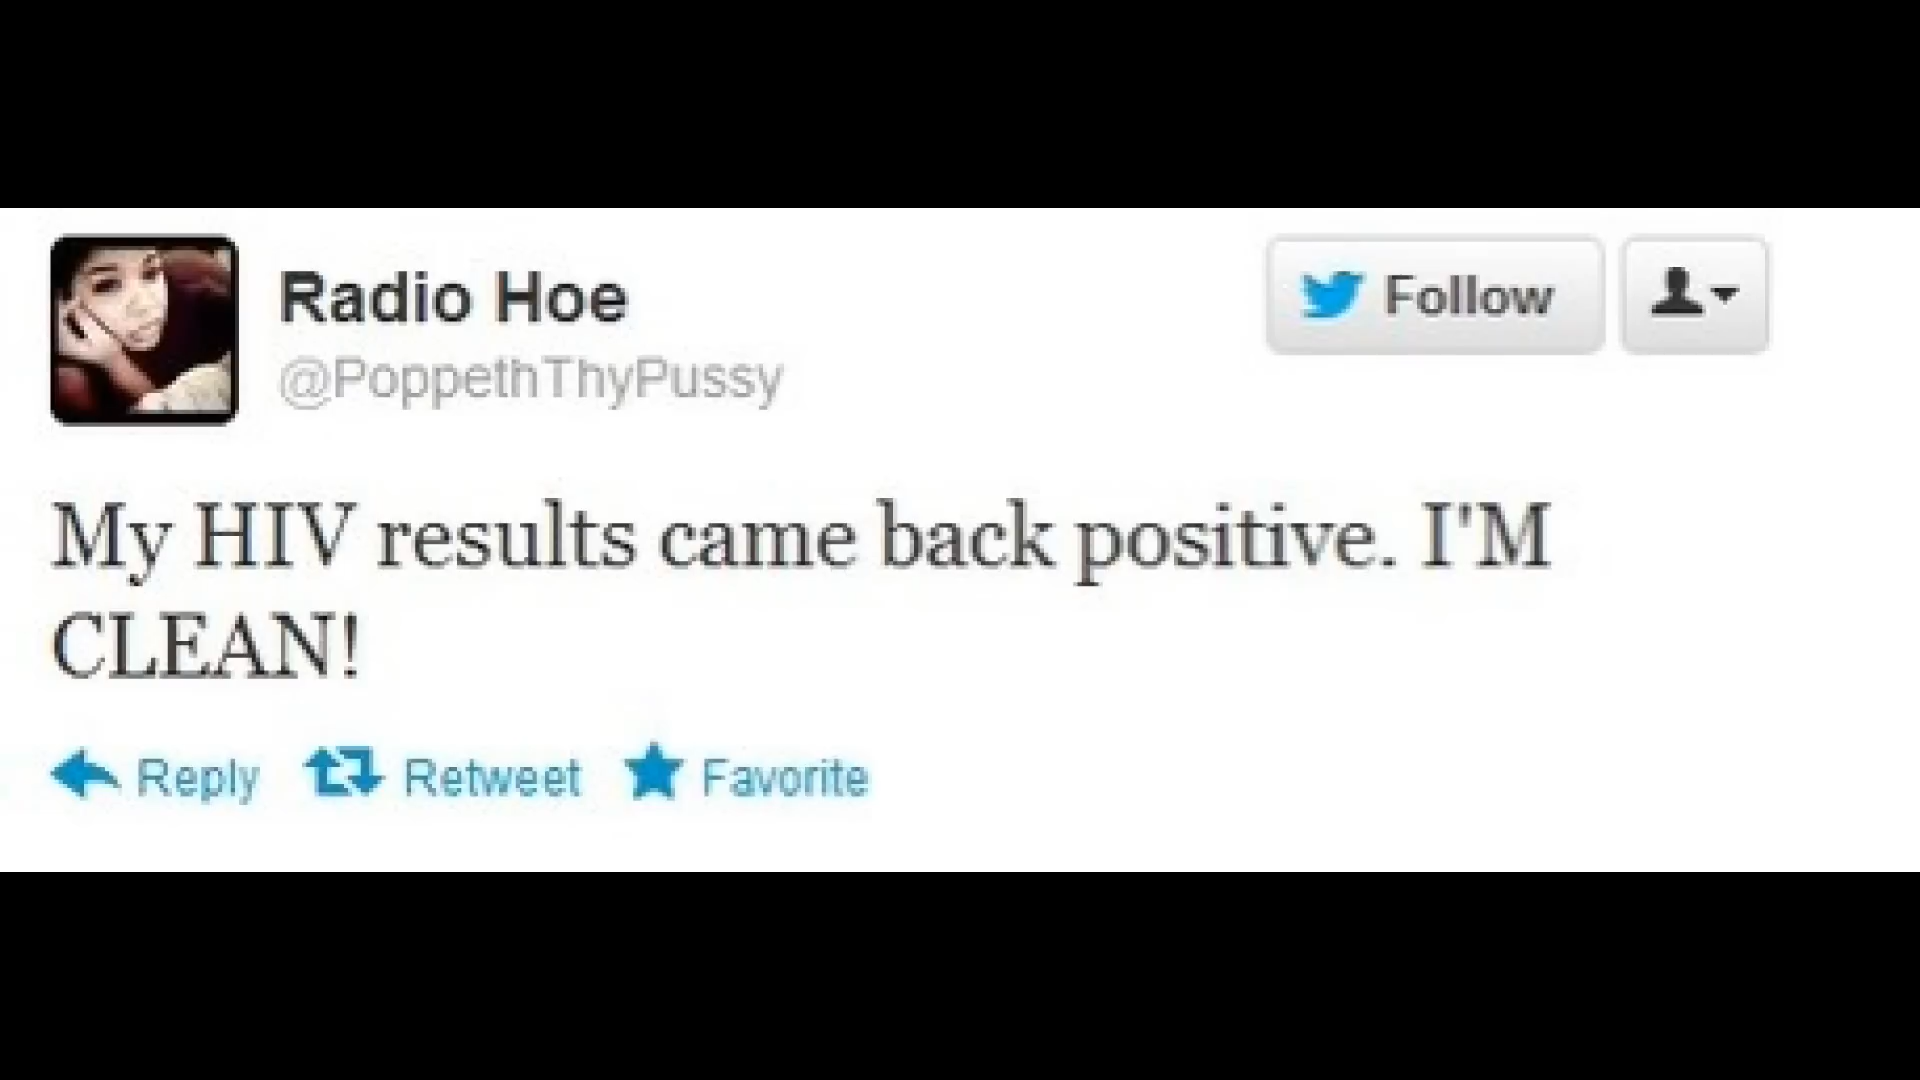 Radio Hoe
@PoppethThyPussy
Follow
My HIV results came back positive. I'M
CLEAN!
Reply Retweet Favorite